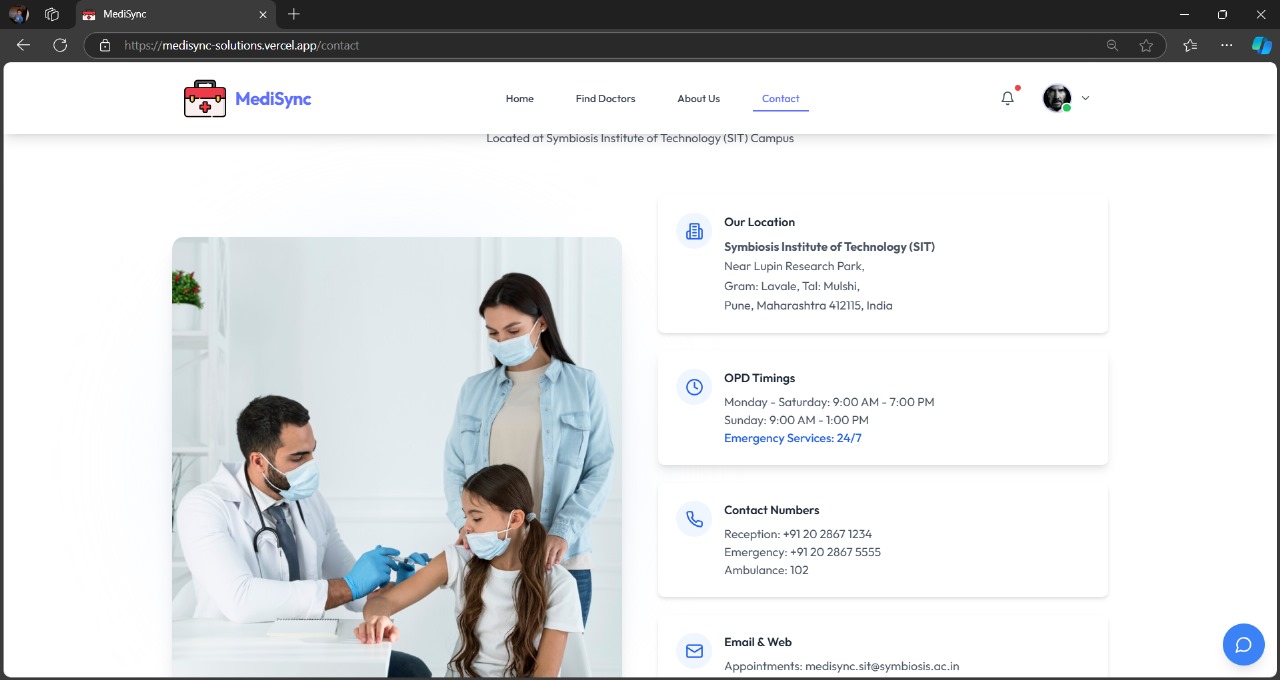 MediSync
https://medisync-solutions.vercel.app/contact
MediSync
Home
Find Doctors
About Us
Contact
Located at Symbiosis Institute of Technology (SIT) Campus
Our Location
Symbiosis Institute of Technology (SIT)
Near Lupin Research Park,
Gram: Lavale, Tal: Mulshi,
Pune, Maharashtra 412115, India
OPD Timings
Monday - Saturday: 9:00 AM - 7:00 PM
Sunday: 9:00 AM - 1:00 PM
Emergency Services: 24/7
Contact Numbers
Reception: +91 20 2867 1234
Emergency: +91 20 2867 5555
Ambulance: 102
Email & Web
Appointments: medisync.sit@symbiosis.ac.in